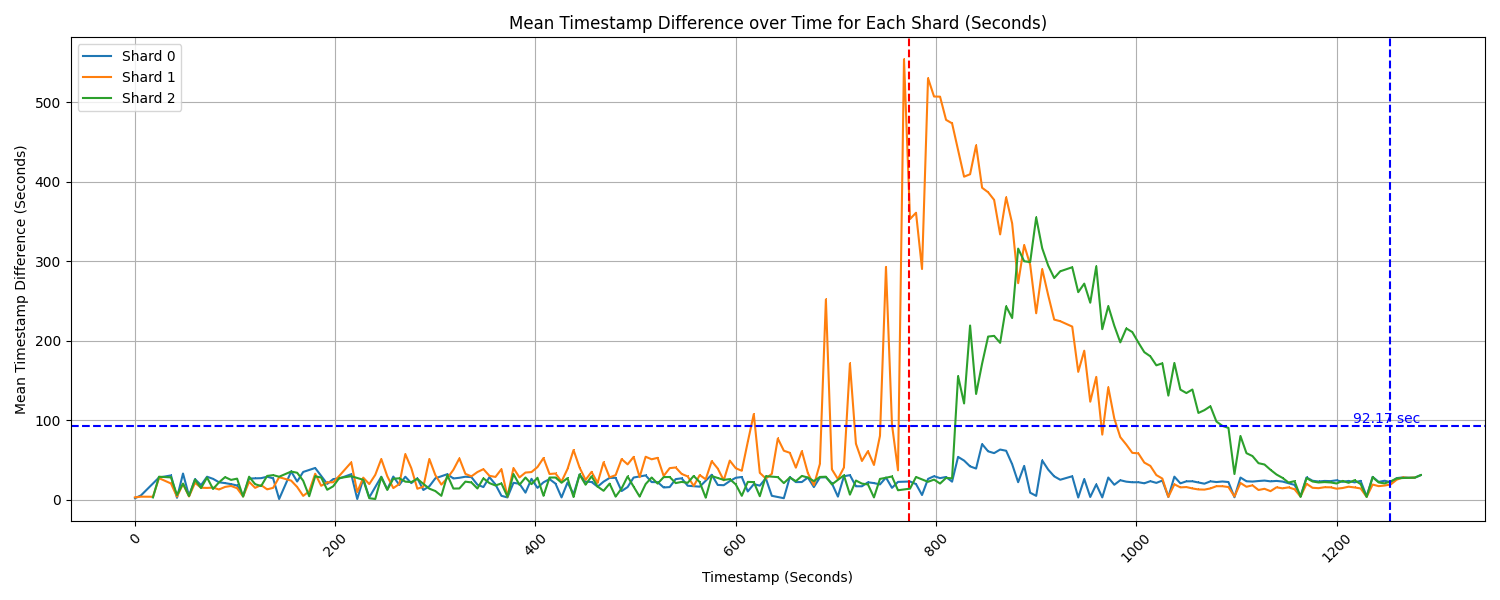 Mean Timestamp Difference over Time for Each Shard (Seconds)
Shard 0
Shard 1
Shard 2
Mean Timestamp Difference (Seconds)
500
400
300
200
100
0
92.17 sec
0
200
400
600
800
1000
1200
Timestamp (Seconds)